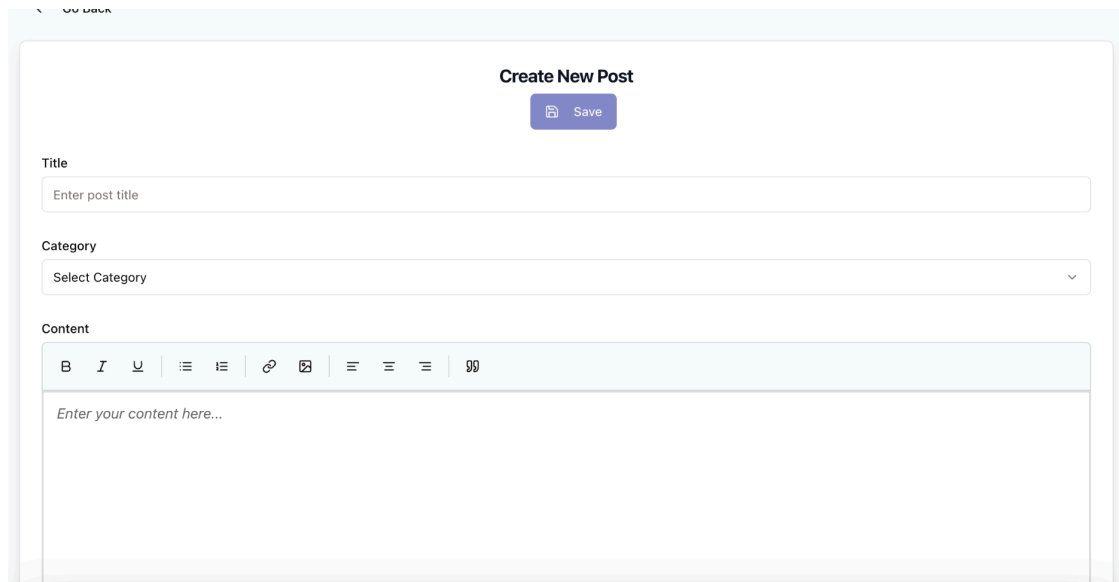 Go Back
Create New Post
Save
Title
Enter post title
Category
Select Category
Content
Enter your content here...